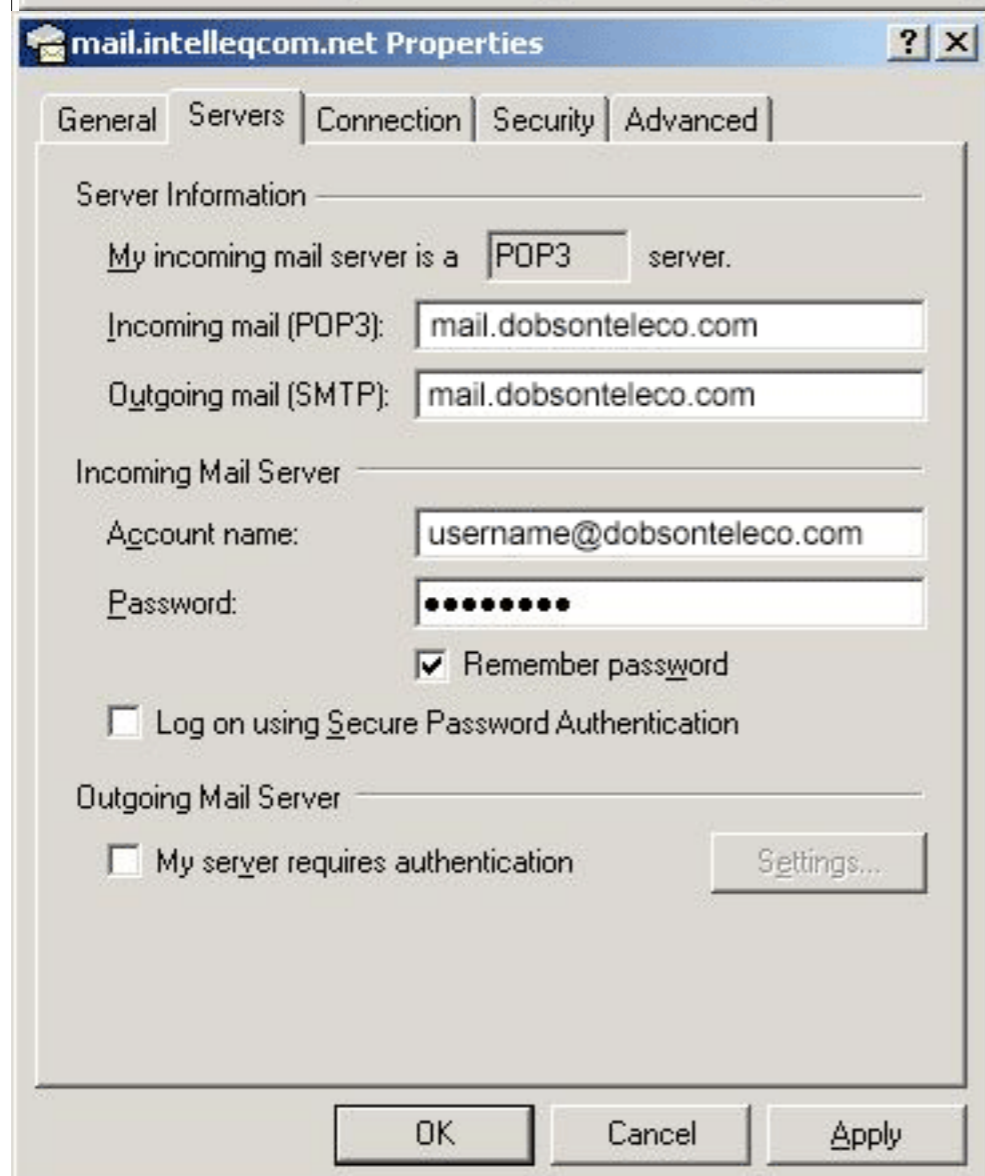 mail.intelleqcom.net Properties
General Servers Connection Security Advanced
Server Information
My incoming mail server is a POP3 server.
Incoming mail (POP3): mail.dobsonteleco.com
Outgoing mail (SMTP): mail.dobsonteleco.com
Incoming Mail Server
Account name: username@dobsonteleco.com
Password: ●●●●●●●●
Remember password
Log on using Secure Password Authentication
Outgoing Mail Server
My server requires authentication Settings...
OK Cancel Apply